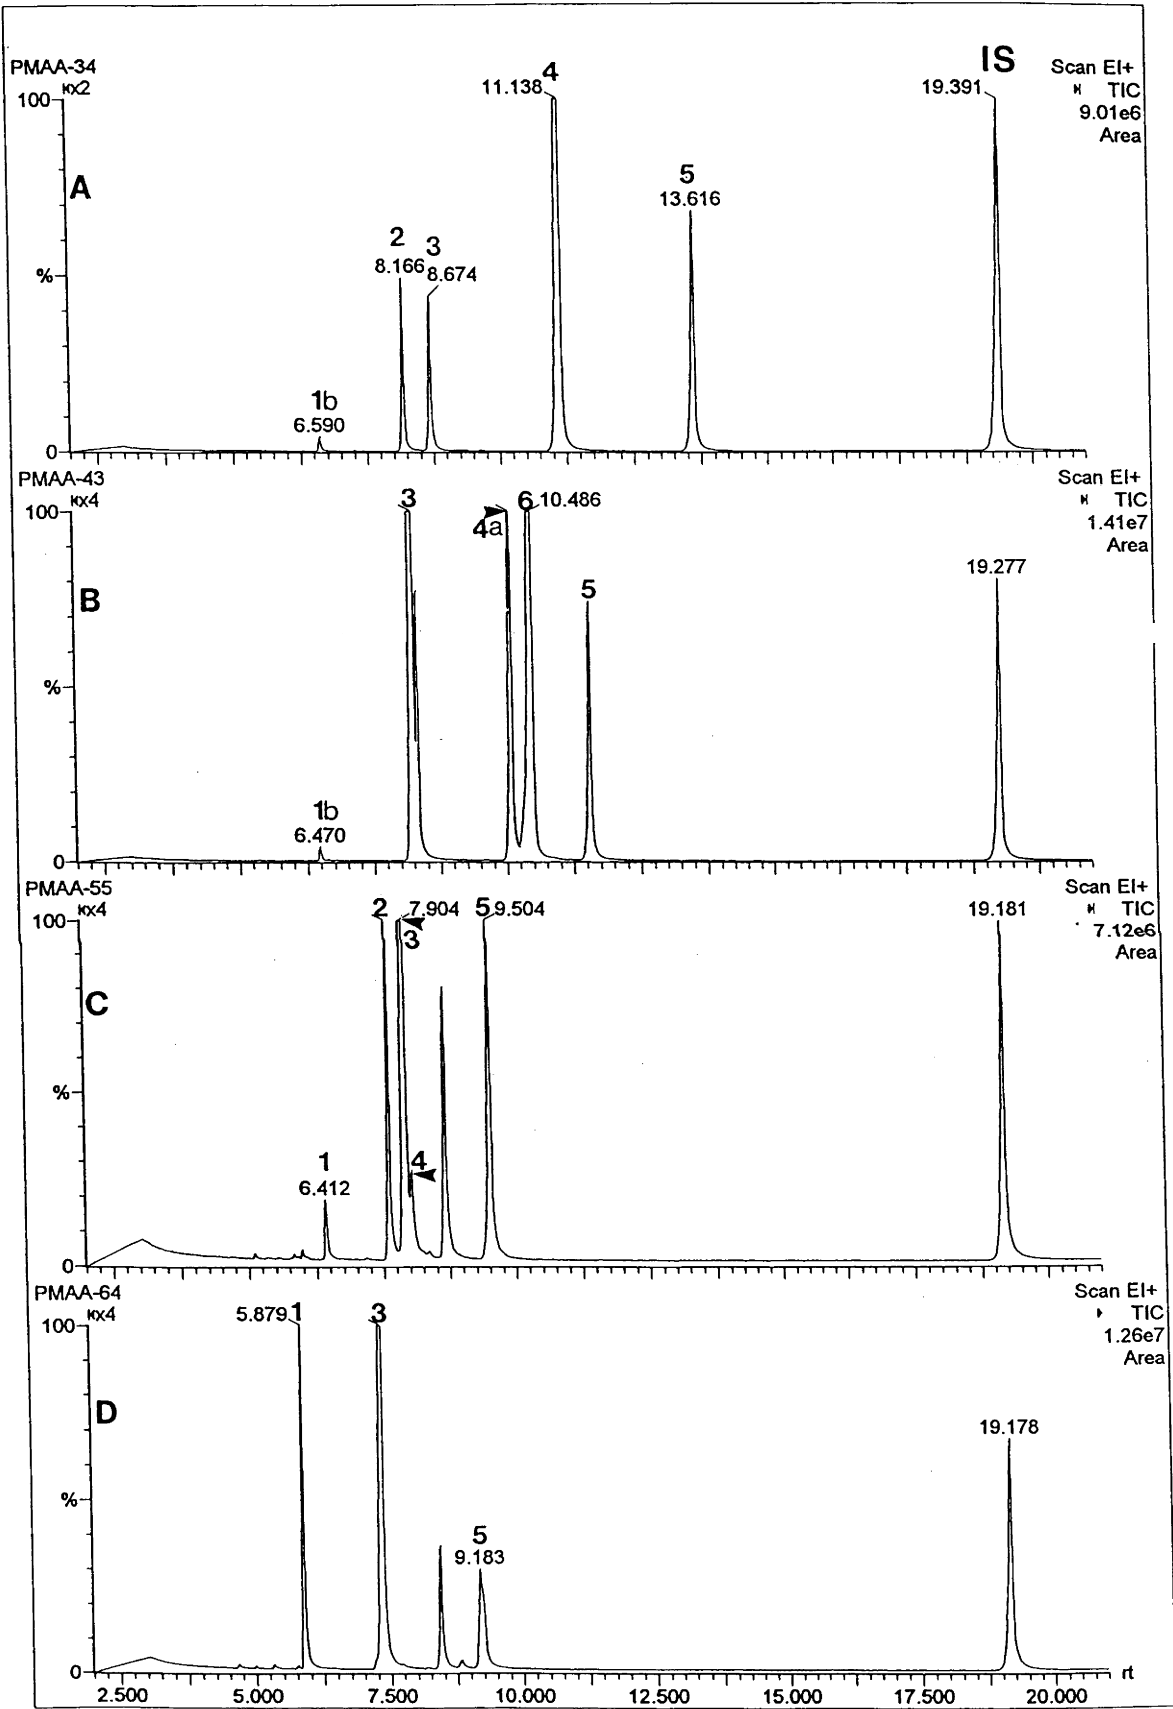 PMAA-34
x2
4
IS
Scan EI+
TIC
9.01e6
Area
100
11.138
19.391
A
5
13.616
2
3
8.166
8.674
%
1b
6.590
0
PMAA-43
x4
Scan EI+
TIC
1.41e7
Area
100
3
4a
6
10.486
19.277
5
B
%
1b
6.470
0
PMAA-55
x4
Scan EI+
TIC
7.12e6
Area
100
2
7.904
3
5
9.504
19.181
C
%
4
1
6.412
0
PMAA-64
x4
Scan EI+
TIC
1.26e7
Area
100
5.879
1
3
D
19.178
%
5
9.183
0
rt
2.500
5.000
7.500
10.000
12.500
15.000
17.500
20.000